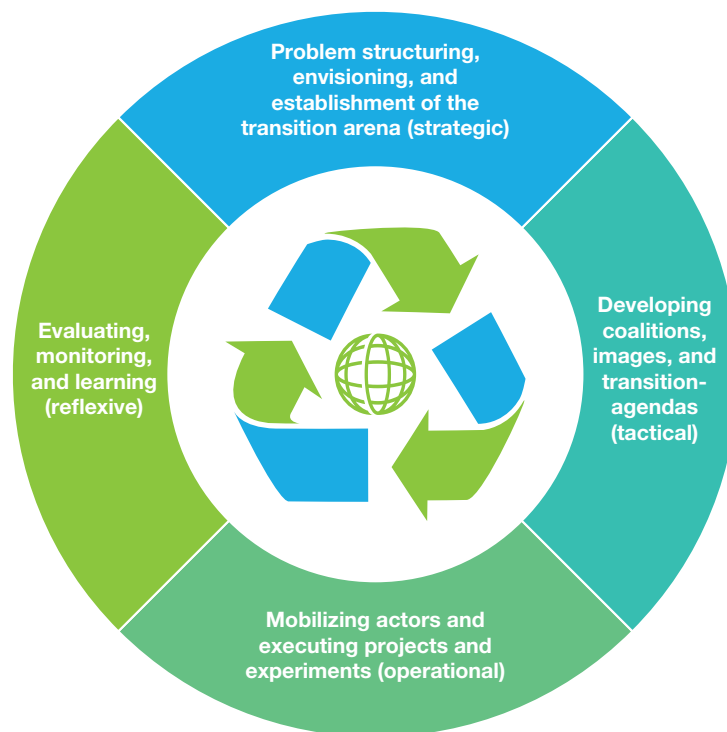 Problem structuring,
envisioning, and
establishment of the
transition arena (strategic)
Developing
coalitions,
images, and
transition-
agendas
(tactical)
Mobilizing actors and
executing projects and
experiments (operational)
Evaluating,
monitoring,
and learning
(reflexive)